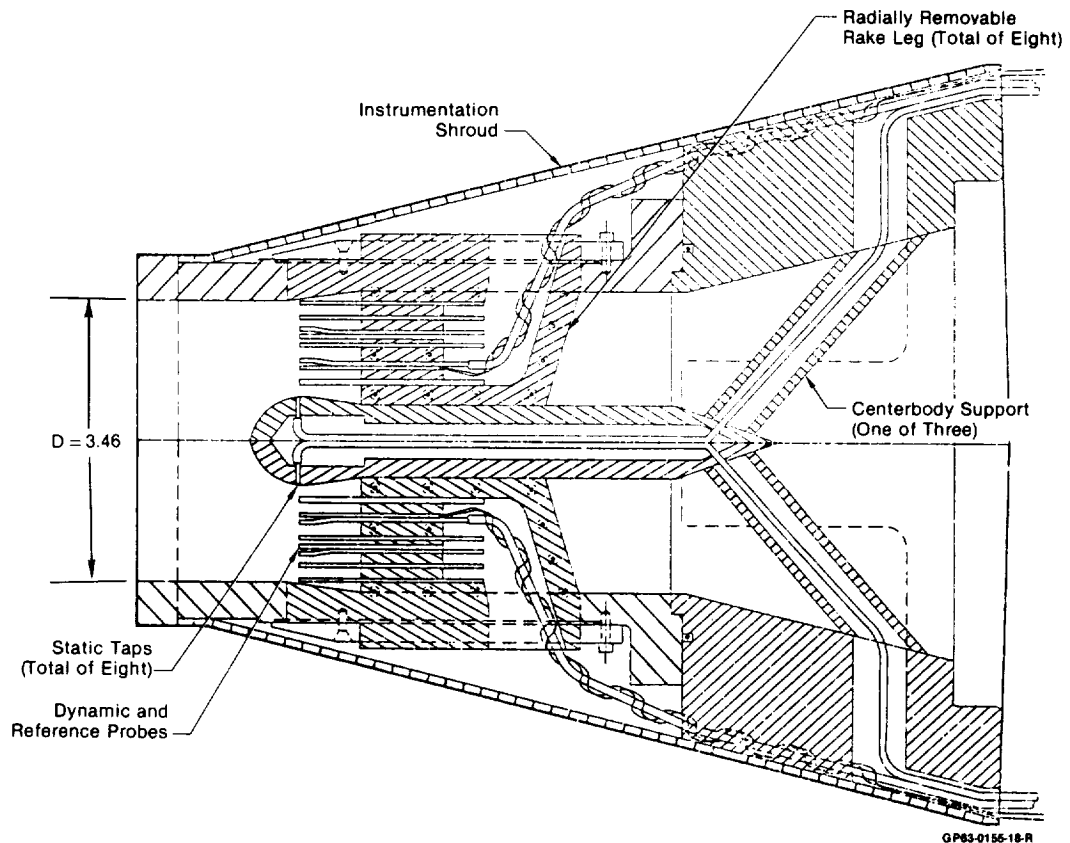 Radially Removable
Rake Leg (Total of Eight)
Instrumentation
Shroud
D = 3.46
Centerbody Support
(One of Three)
Static Taps
(Total of Eight)
Dynamic and
Reference Probes
GP63-0155-18-R